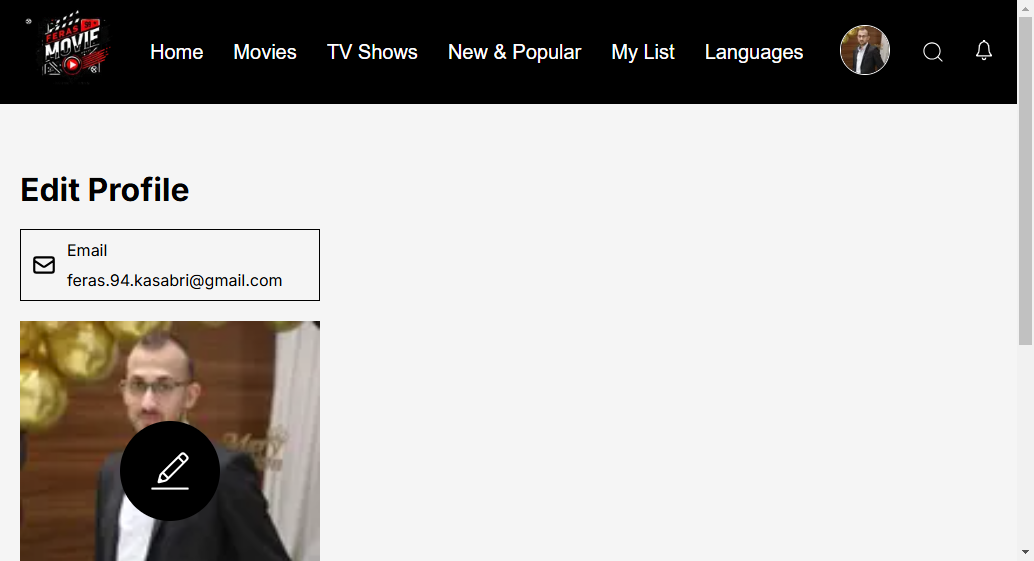 FERAS
MOVIE
Home
Movies
TV Shows
New & Popular
My List
Languages
Edit Profile
Email
feras.94.kasabri@gmail.com